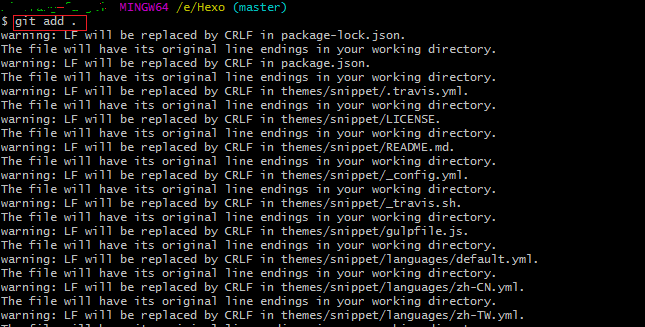 MINGW64 /e/Hexo (master)
$ git add .
warning: LF will be replaced by CRLF in package-lock.json.
The file will have its original line endings in your working directory.
warning: LF will be replaced by CRLF in package.json.
The file will have its original line endings in your working directory.
warning: LF will be replaced by CRLF in themes/snippet/.travis.yml.
The file will have its original line endings in your working directory.
warning: LF will be replaced by CRLF in themes/snippet/LICENSE.
The file will have its original line endings in your working directory.
warning: LF will be replaced by CRLF in themes/snippet/README.md.
The file will have its original line endings in your working directory.
warning: LF will be replaced by CRLF in themes/snippet/_config.yml.
The file will have its original line endings in your working directory.
warning: LF will be replaced by CRLF in themes/snippet/_travis.sh.
The file will have its original line endings in your working directory.
warning: LF will be replaced by CRLF in themes/snippet/gulpfile.js.
The file will have its original line endings in your working directory.
warning: LF will be replaced by CRLF in themes/snippet/languages/default.yml.
The file will have its original line endings in your working directory.
warning: LF will be replaced by CRLF in themes/snippet/languages/zh-CN.yml.
The file will have its original line endings in your working directory.
warning: LF will be replaced by CRLF in themes/snippet/languages/zh-TW.yml.
The file will have its original line endings in your working directory.